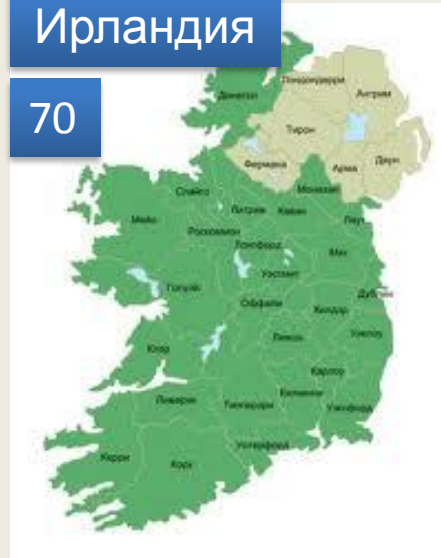 Ирландия
70
Лондондерри
Антрим
Донегол
Тирон
Фермана
Арма
Даун
Монахан
Слайго
Литрим
Каван
Лаут
Мейо
Роскоммон
Лонгфорд
Мит
Уэстмит
Голуэй
Дублин
Оффали
Килдэр
Уиклоу
Лиишь
Клэр
Карлоу
Килкенни
Лимерик
Типперэри
Уэксфорд
Уотерфорд
Керри
Корк